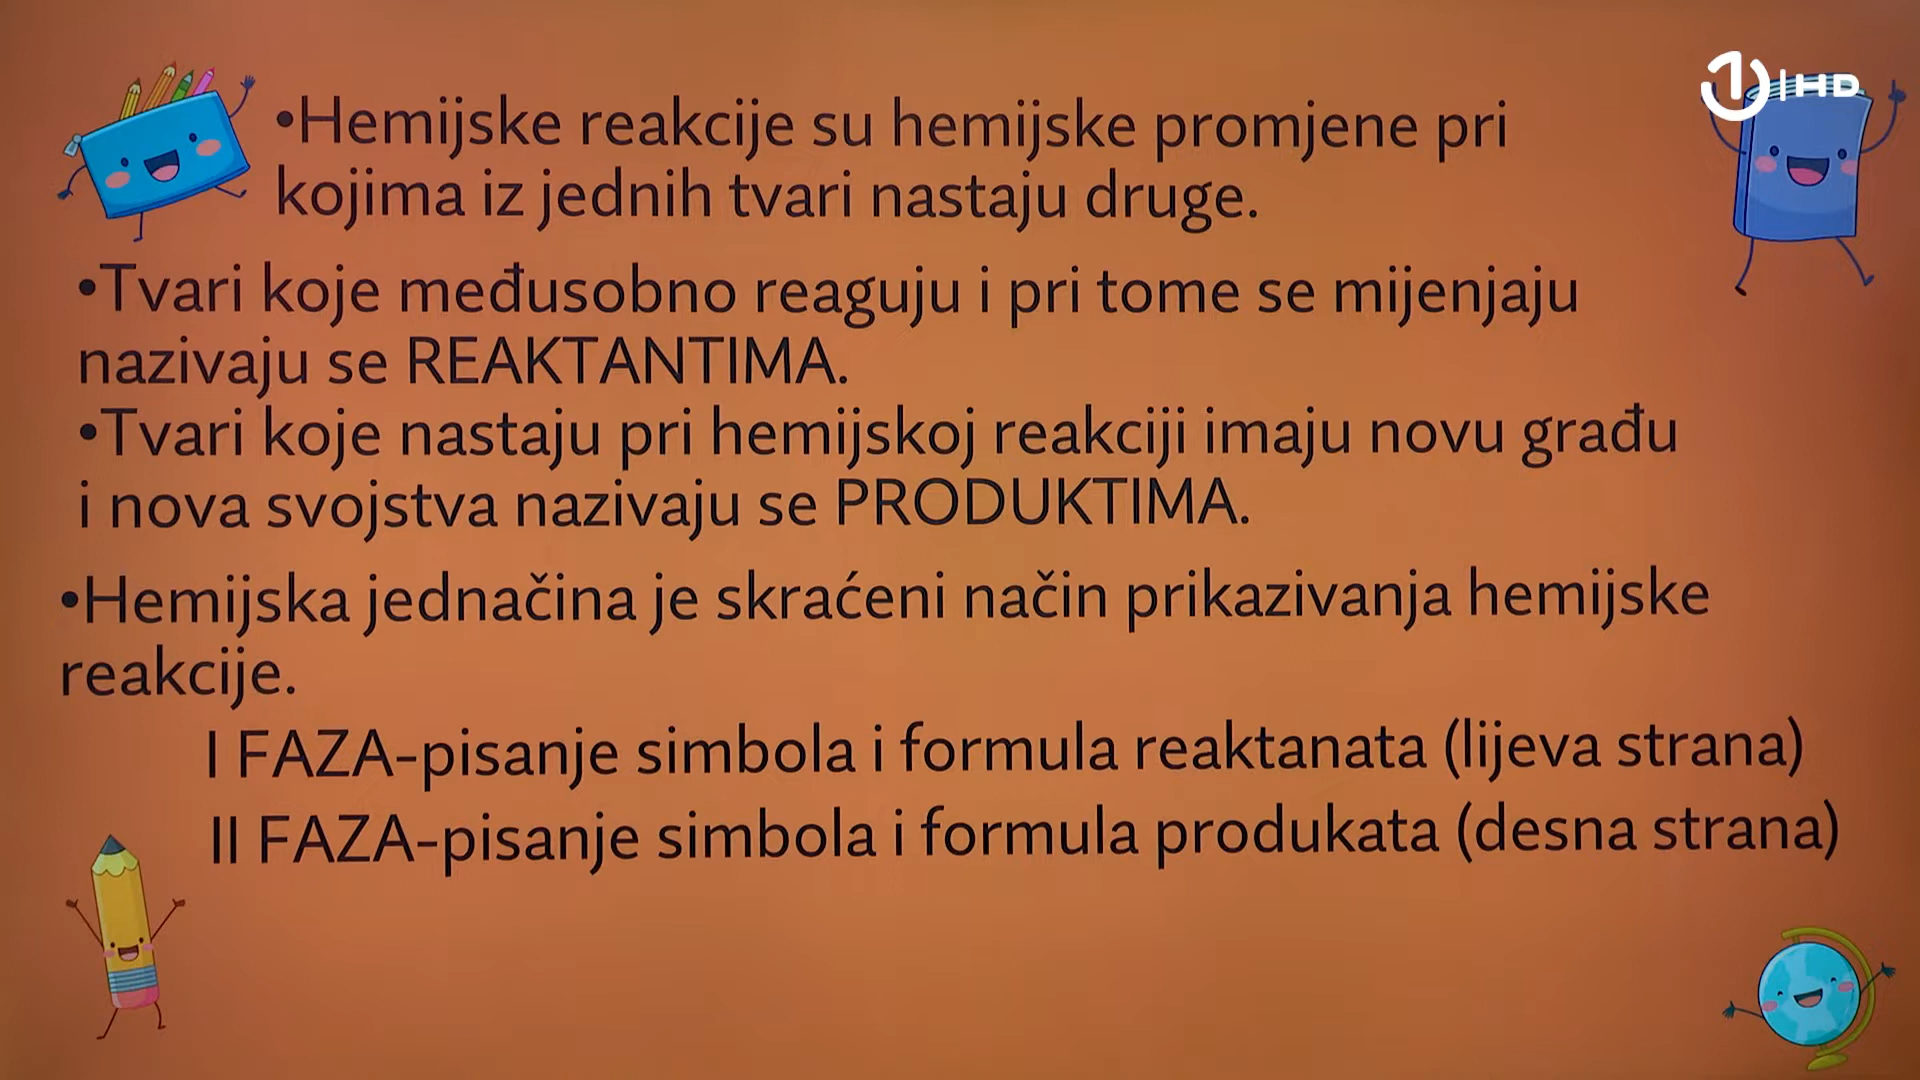 1 HD
•Hemijske reakcije su hemijske promjene pri
kojima iz jednih tvari nastaju druge.
•Tvari koje međusobno reaguju i pri tome se mijenjaju
nazivaju se REAKTANTIMA.
•Tvari koje nastaju pri hemijskoj reakciji imaju novu građu
i nova svojstva nazivaju se PRODUKTIMA.
•Hemijska jednačina je skraćeni način prikazivanja hemijske
reakcije.
I FAZA-pisanje simbola i formula reaktanata (lijeva strana)
II FAZA-pisanje simbola i formula produkata (desna strana)